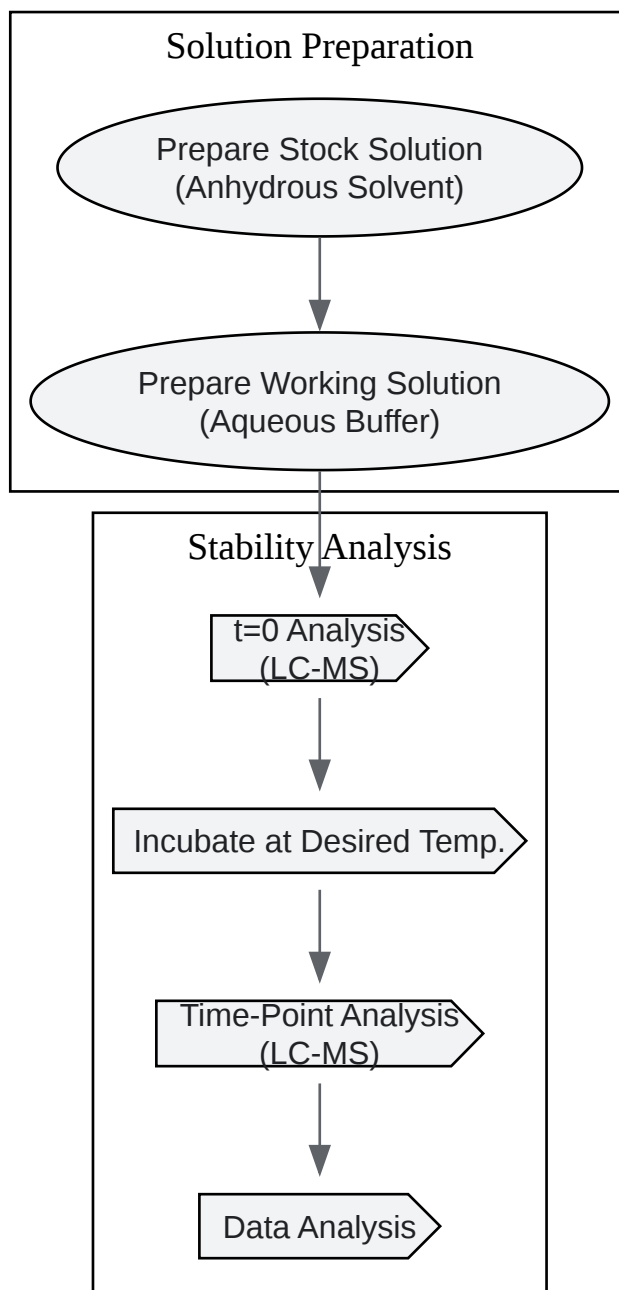 Solution Preparation
Prepare Stock Solution
(Anhydrous Solvent)
Prepare Working Solution
(Aqueous Buffer)
Stability Analysis
t=0 Analysis
(LC-MS)
Incubate at Desired Temp.
Time-Point Analysis
(LC-MS)
Data Analysis